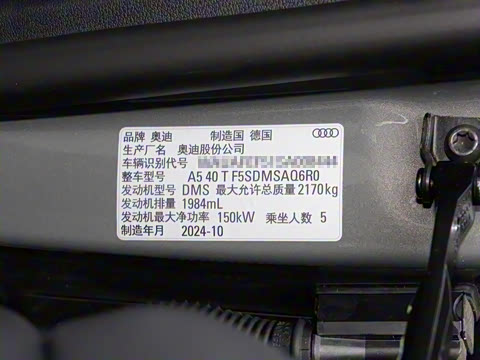 品牌 奥迪 制造国 德国
生产厂名 奥迪股份公司
车辆识别代号
整车型号 A5 40 T F5SDMSAQ6R0
发动机型号 DMS 最大允许总质量 2170kg
发动机排量 1984mL
发动机最大净功率 150kW 乘坐人数 5
制造年月 2024-10